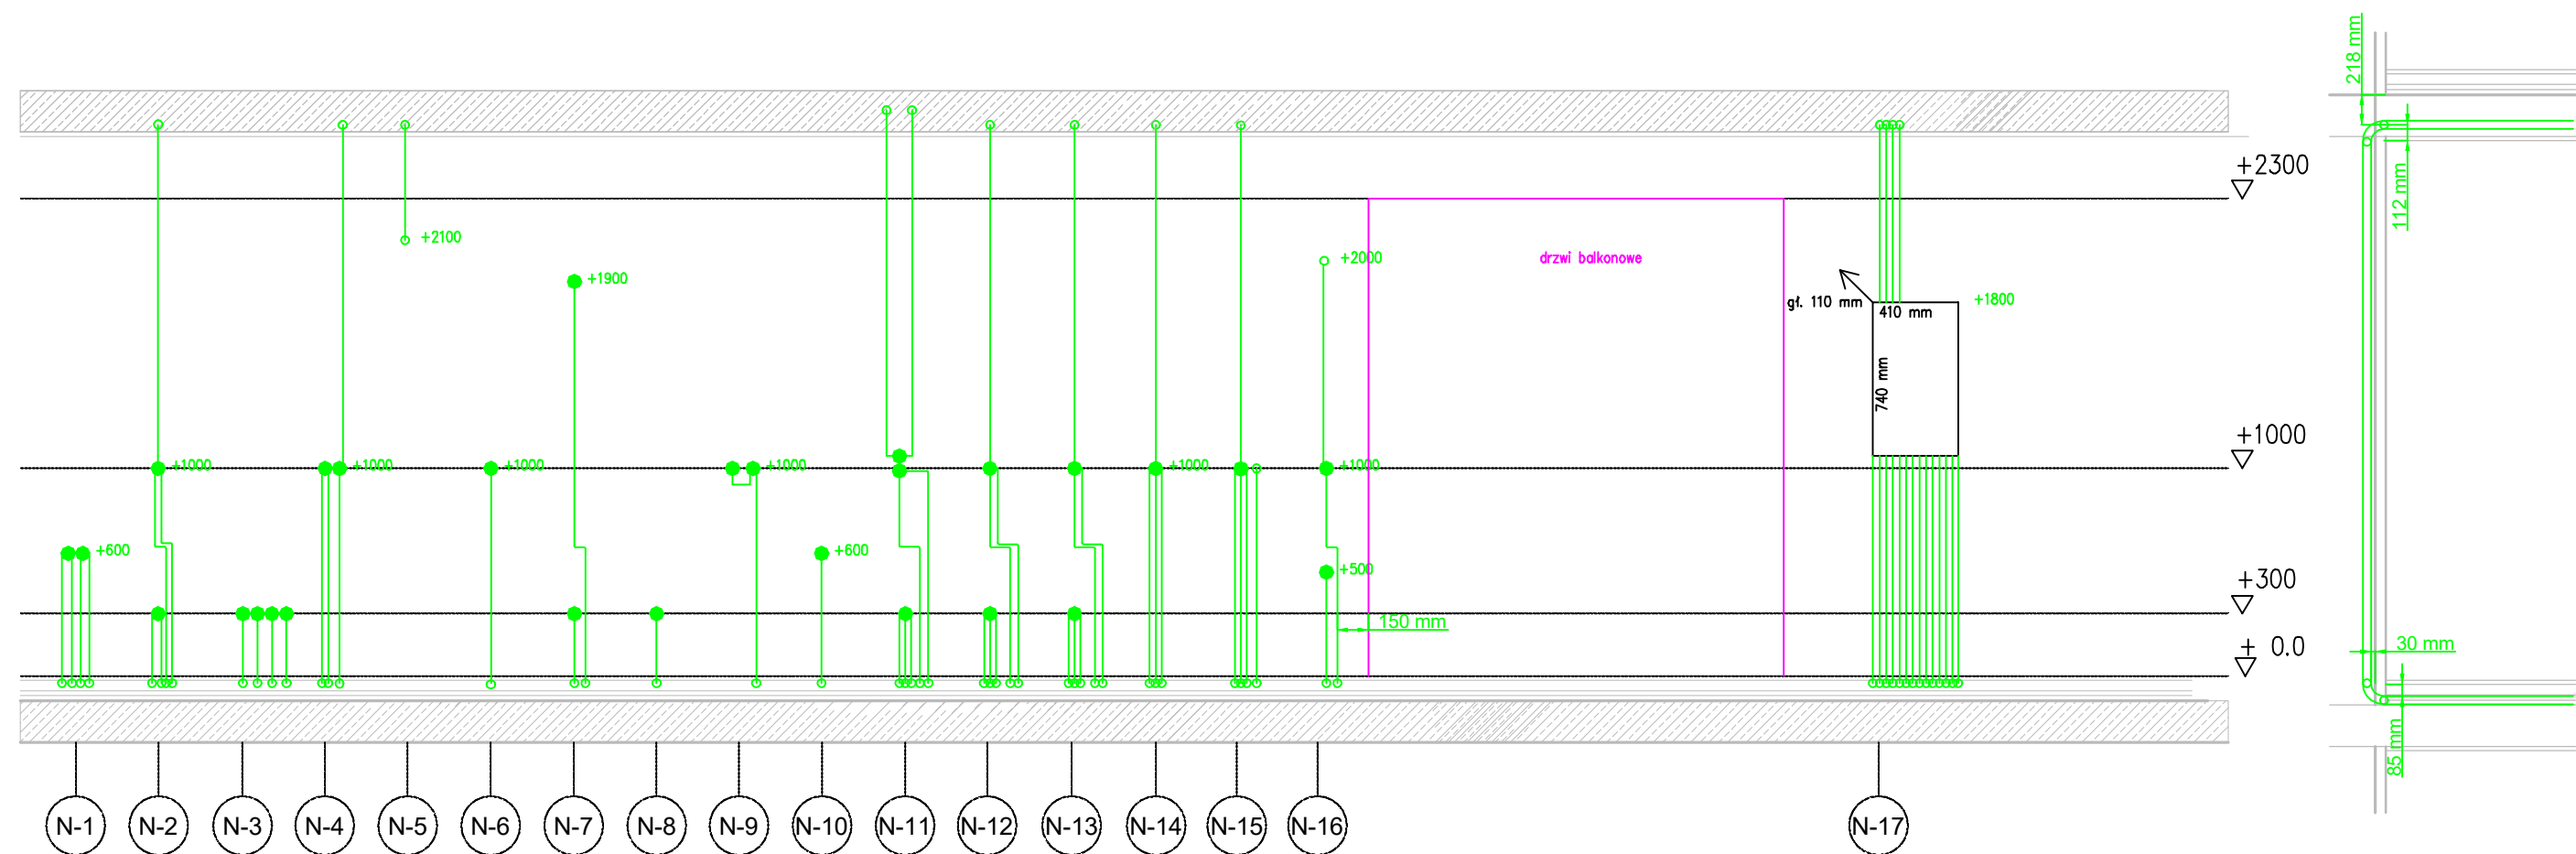 218 mm
+2300
112 mm
+2100
+2000
drzwi balkonowe
+1900
gł. 110 mm
+1800
410 mm
740 mm
+1000
+1000
+1000
+1000
+1000
+1000
+1000
+600
+600
+500
+300
150 mm
+ 0.0
30 mm
85 mm
N-1
N-2
N-3
N-4
N-5
N-6
N-7
N-8
N-9
N-10
N-11
N-12
N-13
N-14
N-15
N-16
N-17